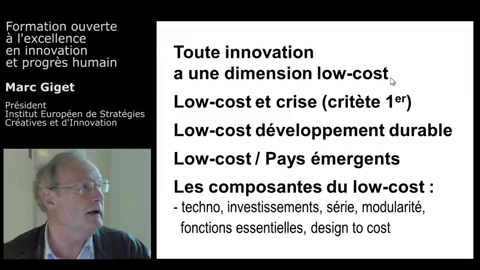 Formation ouverte
à l'excellence
en innovation
et progrès humain
Marc Giget
Président
Institut Européen de Stratégies
Créatives et d'Innovation
Toute innovation
a une dimension low-cost
Low-cost et crise (critète 1er)
Low-cost développement durable
Low-cost / Pays émergents
Les composantes du low-cost :
- techno, investissements, série, modularité,
fonctions essentielles, design to cost